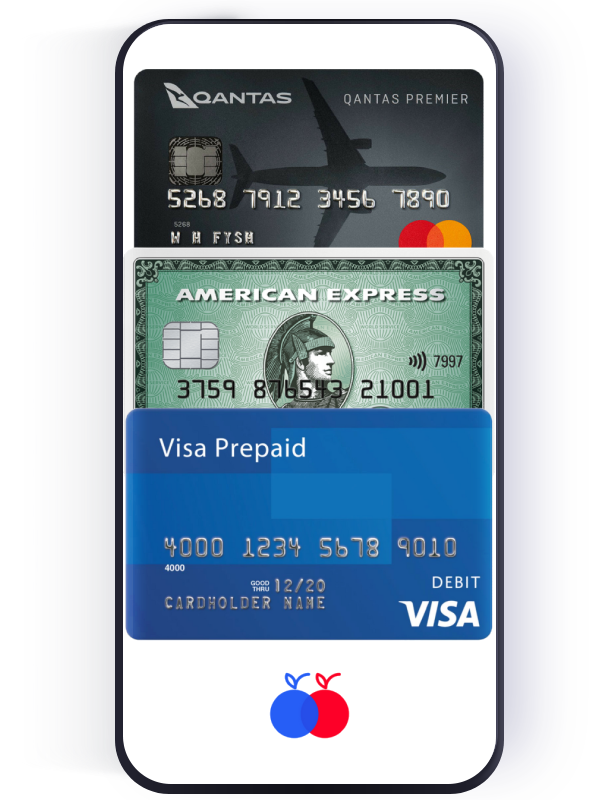 QANTAS QANTAS PREMIER
5268 7912 3456 7890
5268
W H FYSH
AMERICAN EXPRESS
7997
3759 876543 21001
Visa Prepaid
4000 1234 5678 9010
4000
GOOD THRU 12/20
CARDHOLDER NAME
DEBIT
VISA